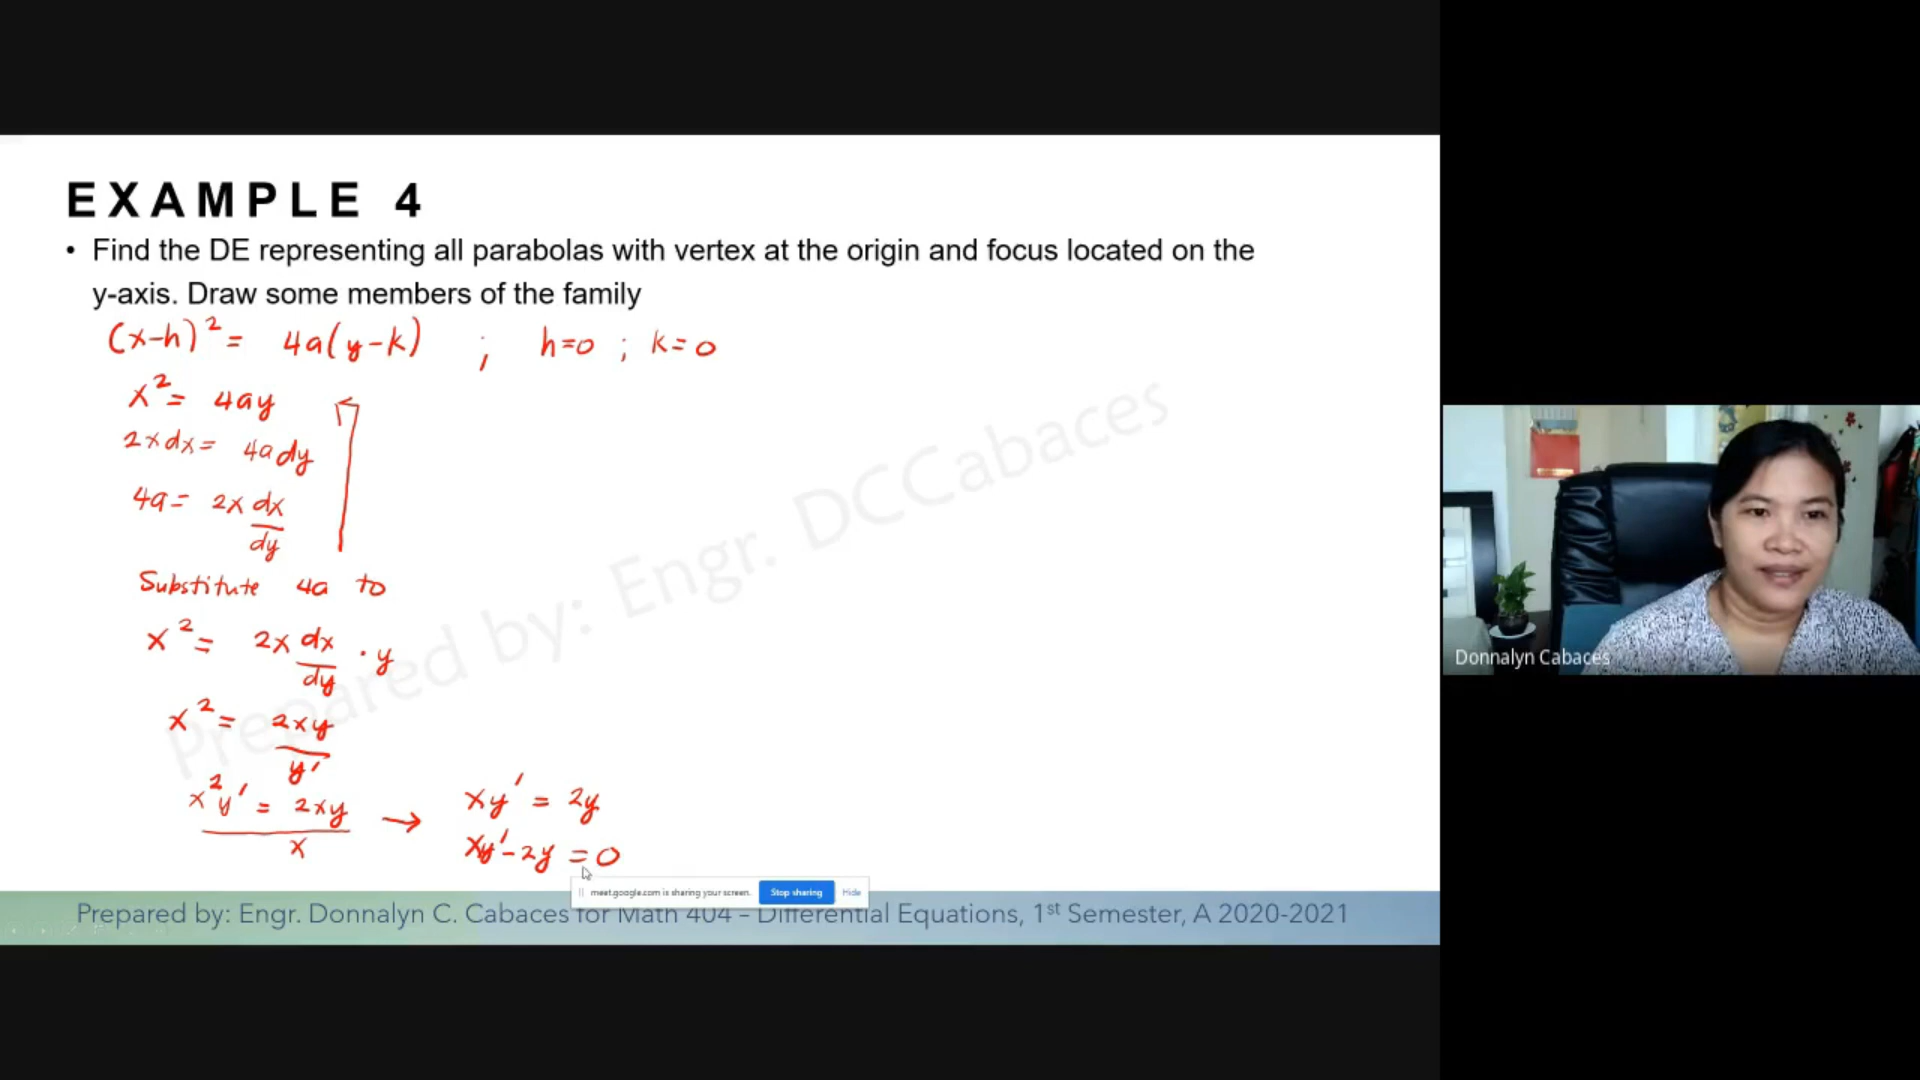 EXAMPLE 4
• Find the DE representing all parabolas with vertex at the origin and focus located on the
y-axis. Draw some members of the family
(x-h)² = 4a(y-k) ; h=0 ; k=0
x² = 4ay
2xdx = 4ady
4a = 2x dx/dy
Substitute 4a to
x² = 2x dx/dy · y
x² = 2xy/y'
x²y' = 2xy → xy' = 2y
x
xy' - 2y = 0
Prepared by: Engr. DCCabaces
meet.google.com is sharing your screen. Stop sharing Hide
Prepared by: Engr. Donnalyn C. Cabaces for Math 404 – Differential Equations, 1st Semester, A 2020-2021
Donnalyn Cabaces